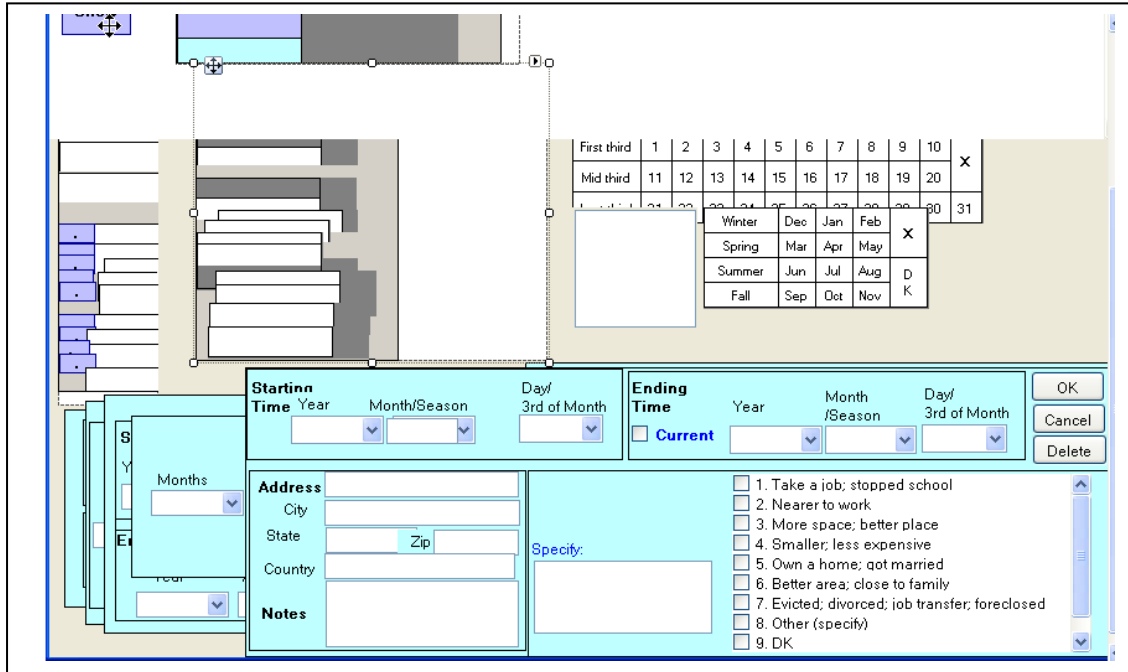 First third 1 2 3 4 5 6 7 8 9 10 X
Mid third 11 12 13 14 15 16 17 18 19 20
30 31
Winter Dec Jan Feb X
Spring Mar Apr May
Summer Jun Jul Aug D
Fall Sep Oct Nov K
Starting
Time Year Month/Season Day/
3rd of Month
Ending
Time Year Month
/Season Day/
3rd of Month
Current
OK
Cancel
Delete
Months
Address
City
State Zip
Country
Notes
Specify:
1. Take a job; stopped school
2. Nearer to work
3. More space; better place
4. Smaller; less expensive
5. Own a home; got married
6. Better area; close to family
7. Evicted; divorced; job transfer; foreclosed
8. Other (specify)
9. DK